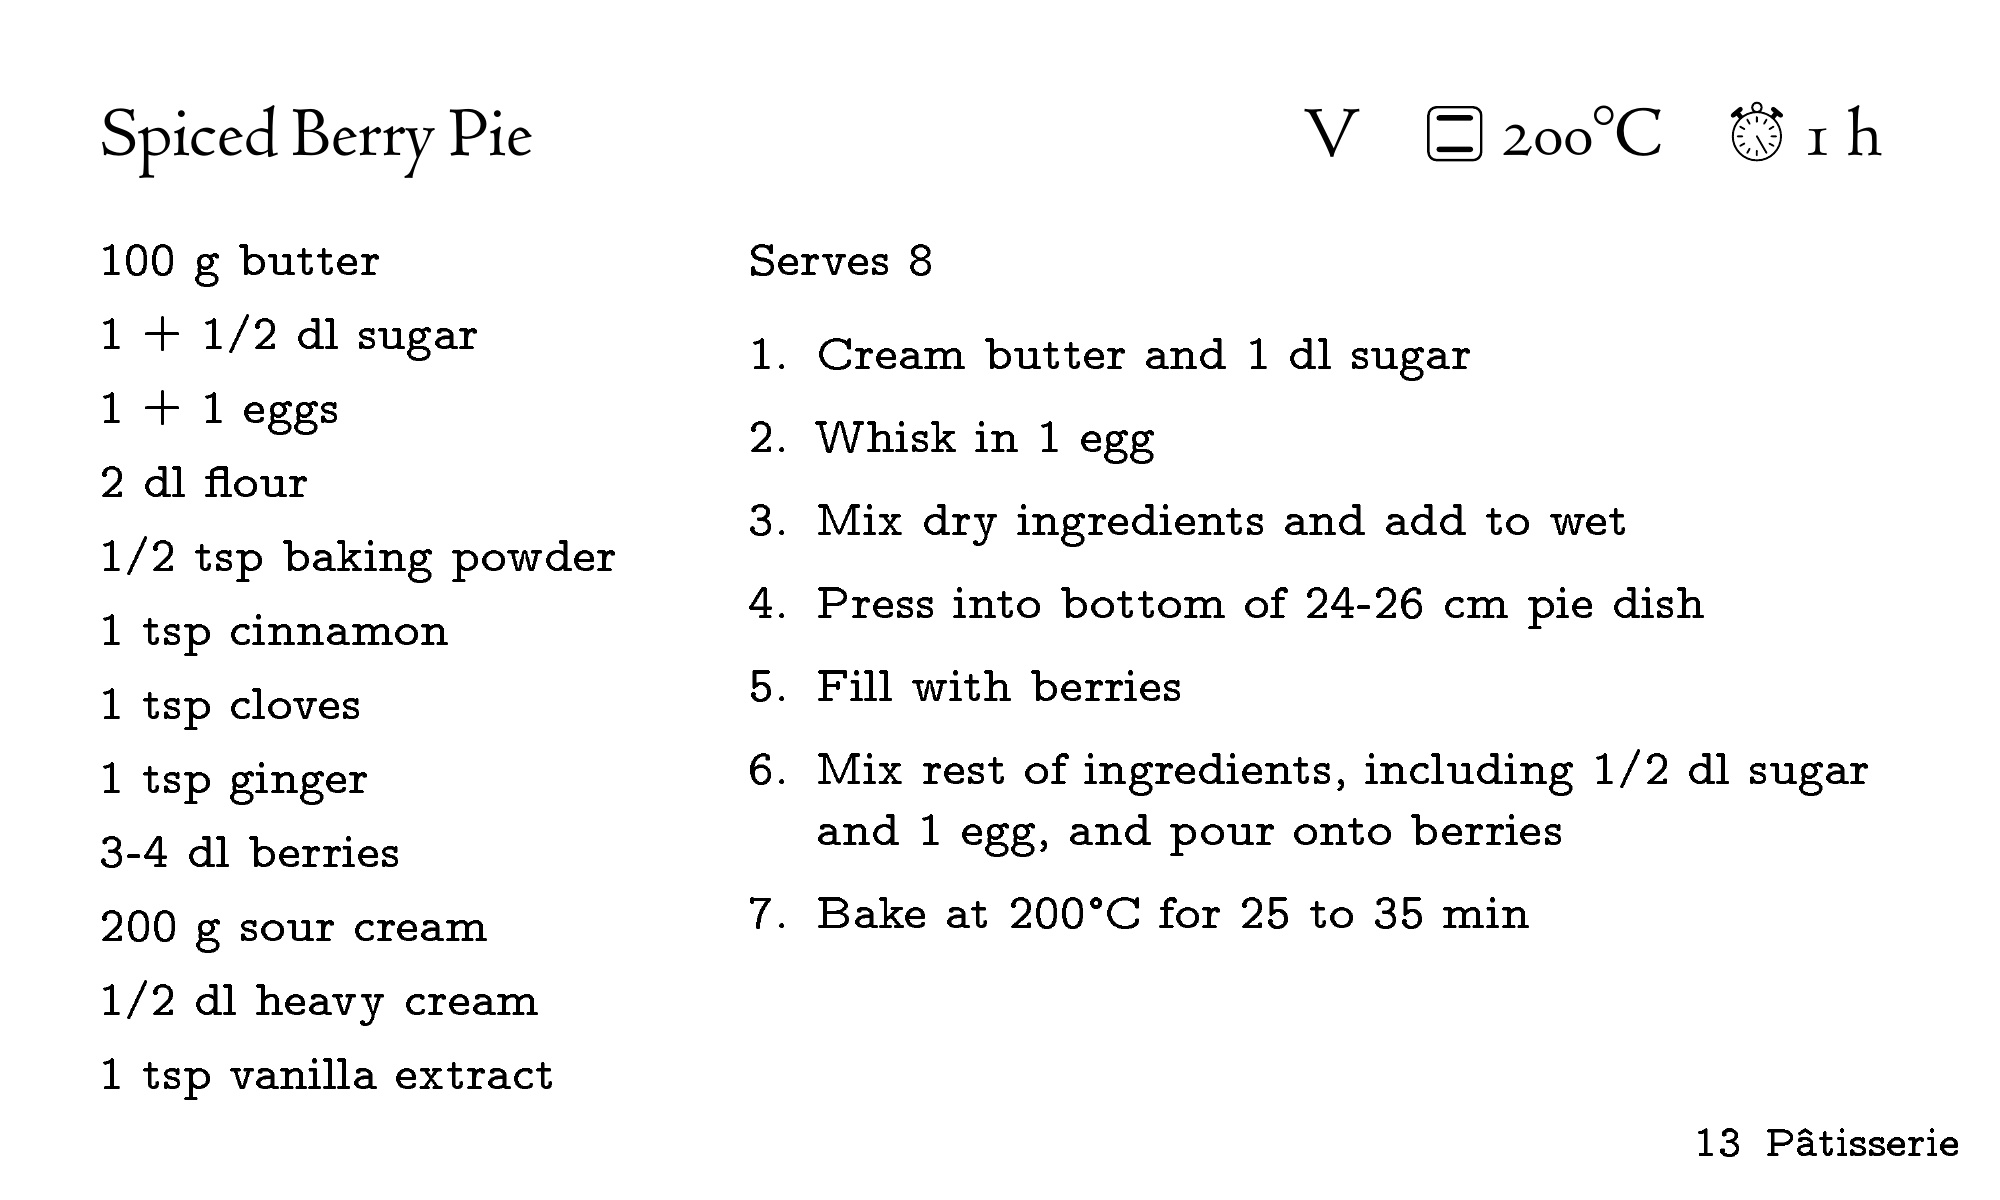 Spiced Berry Pie
V 200°C 1 h
100 g butter
1 + 1/2 dl sugar
1 + 1 eggs
2 dl flour
1/2 tsp baking powder
1 tsp cinnamon
1 tsp cloves
1 tsp ginger
3-4 dl berries
200 g sour cream
1/2 dl heavy cream
1 tsp vanilla extract
Serves 8
1. Cream butter and 1 dl sugar
2. Whisk in 1 egg
3. Mix dry ingredients and add to wet
4. Press into bottom of 24-26 cm pie dish
5. Fill with berries
6. Mix rest of ingredients, including 1/2 dl sugar
and 1 egg, and pour onto berries
7. Bake at 200°C for 25 to 35 min
13 Pâtisserie